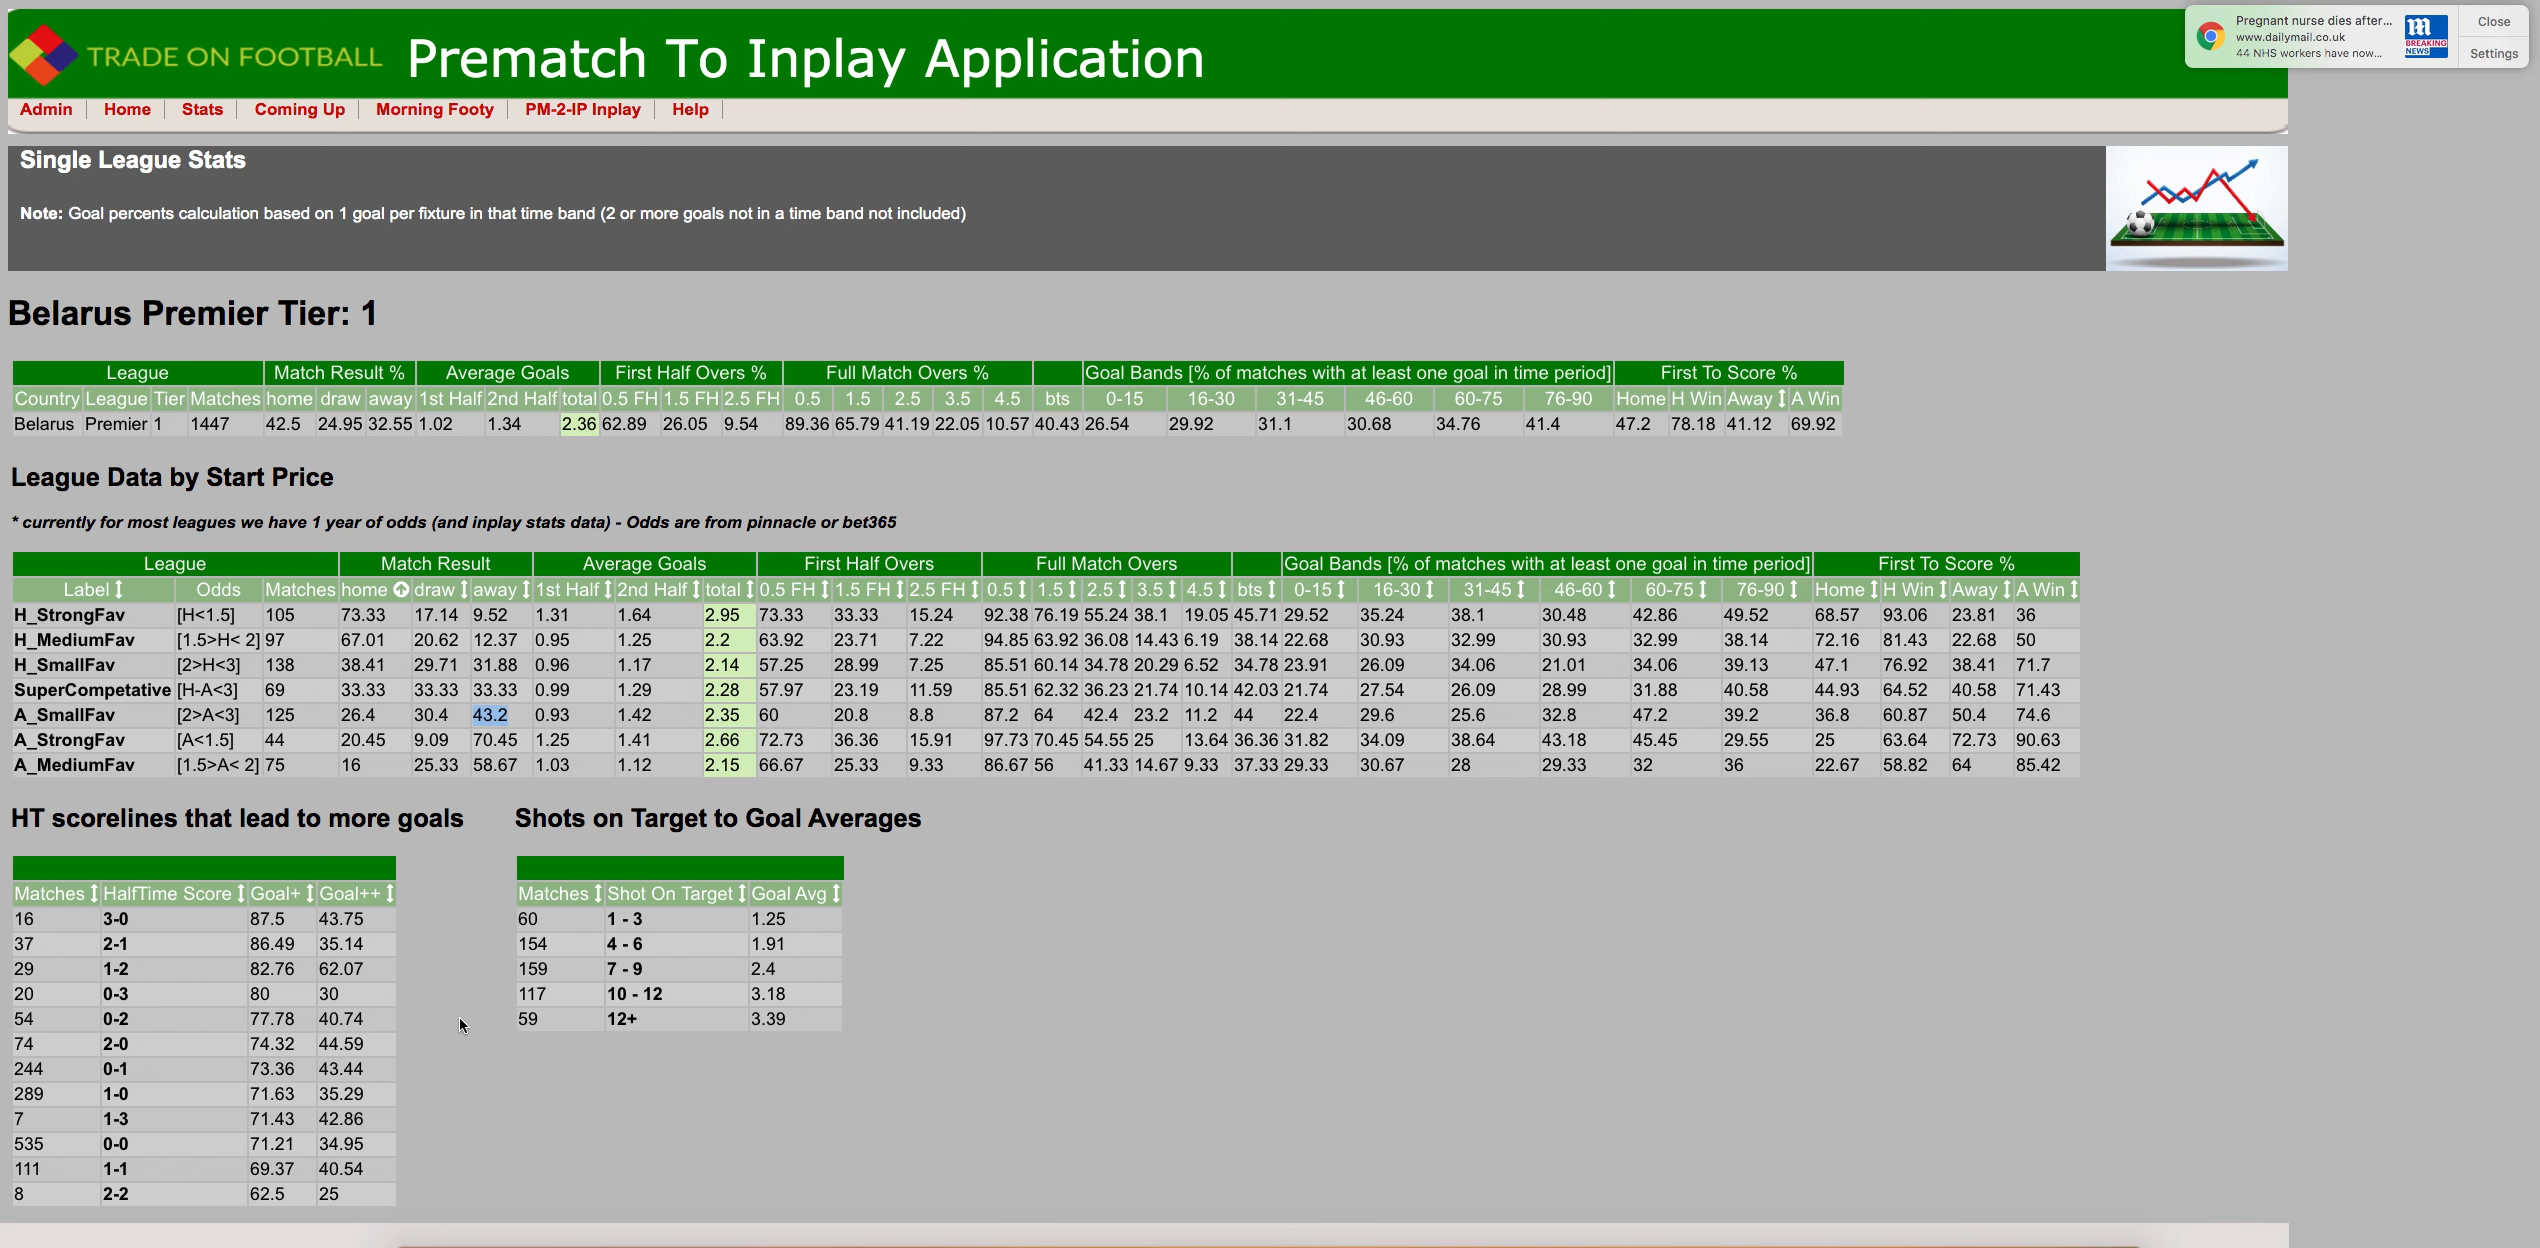 TRADE ON FOOTBALL Prematch To Inplay Application
Pregnant nurse dies after...
www.dailymail.co.uk
44 NHS workers have now...
m
BREAKING
NEWS
Close
Settings
Admin Home Stats Coming Up Morning Footy PM-2-IP Inplay Help
Single League Stats
Note: Goal percents calculation based on 1 goal per fixture in that time band (2 or more goals not in a time band not included)
Belarus Premier Tier: 1
League Match Result % Average Goals First Half Overs % Full Match Overs % Goal Bands [% of matches with at least one goal in time period] First To Score %
Country League Tier Matches home draw away 1st Half 2nd Half total 0.5 FH 1.5 FH 2.5 FH 0.5 1.5 2.5 3.5 4.5 bts 0-15 16-30 31-45 46-60 60-75 76-90 Home H Win Away A Win
Belarus Premier 1 1447 42.5 24.95 32.55 1.02 1.34 2.36 62.89 26.05 9.54 89.36 65.79 41.19 22.05 10.57 40.43 26.54 29.92 31.1 30.68 34.76 41.4 47.2 78.18 41.12 69.92
League Data by Start Price
* currently for most leagues we have 1 year of odds (and inplay stats data) - Odds are from pinnacle or bet365
League Match Result Average Goals First Half Overs Full Match Overs Goal Bands [% of matches with at least one goal in time period] First To Score %
Label Odds Matches home draw away 1st Half 2nd Half total 0.5 FH 1.5 FH 2.5 FH 0.5 1.5 2.5 3.5 4.5 bts 0-15 16-30 31-45 46-60 60-75 76-90 Home H Win Away A Win
H_StrongFav [H<1.5] 105 73.33 17.14 9.52 1.31 1.64 2.95 73.33 33.33 15.24 92.38 76.19 55.24 38.1 19.05 45.71 29.52 35.24 38.1 30.48 42.86 49.52 68.57 93.06 23.81 36
H_MediumFav [1.5>H< 2] 97 67.01 20.62 12.37 0.95 1.25 2.2 63.92 23.71 7.22 94.85 63.92 36.08 14.43 6.19 38.14 22.68 30.93 32.99 30.93 32.99 38.14 72.16 81.43 22.68 50
H_SmallFav [2>H<3] 138 38.41 29.71 31.88 0.96 1.17 2.14 57.25 28.99 7.25 85.51 60.14 34.78 20.29 6.52 34.78 23.91 26.09 34.06 21.01 34.06 39.13 47.1 76.92 38.41 71.7
SuperCompetative [H-A<3] 69 33.33 33.33 33.33 0.99 1.29 2.28 57.97 23.19 11.59 85.51 62.32 36.23 21.74 10.14 42.03 21.74 27.54 26.09 28.99 31.88 40.58 44.93 64.52 40.58 71.43
A_SmallFav [2>A<3] 125 26.4 30.4 43.2 0.93 1.42 2.35 60 20.8 8.8 87.2 64 42.4 23.2 11.2 44 22.4 29.6 25.6 32.8 47.2 39.2 36.8 60.87 50.4 74.6
A_StrongFav [A<1.5] 44 20.45 9.09 70.45 1.25 1.41 2.66 72.73 36.36 15.91 97.73 70.45 54.55 25 13.64 36.36 31.82 34.09 38.64 43.18 45.45 29.55 25 63.64 72.73 90.63
A_MediumFav [1.5>A< 2] 75 16 25.33 58.67 1.03 1.12 2.15 66.67 25.33 9.33 86.67 56 41.33 14.67 9.33 37.33 29.33 30.67 28 29.33 32 36 22.67 58.82 64 85.42
HT scorelines that lead to more goals
Matches HalfTime Score Goal+ Goal++
16 3-0 87.5 43.75
37 2-1 86.49 35.14
29 1-2 82.76 62.07
20 0-3 80 30
54 0-2 77.78 40.74
74 2-0 74.32 44.59
244 0-1 73.36 43.44
289 1-0 71.63 35.29
7 1-3 71.43 42.86
535 0-0 71.21 34.95
111 1-1 69.37 40.54
8 2-2 62.5 25
Shots on Target to Goal Averages
Matches Shot On Target Goal Avg
60 1 - 3 1.25
154 4 - 6 1.91
159 7 - 9 2.4
117 10 - 12 3.18
59 12+ 3.39